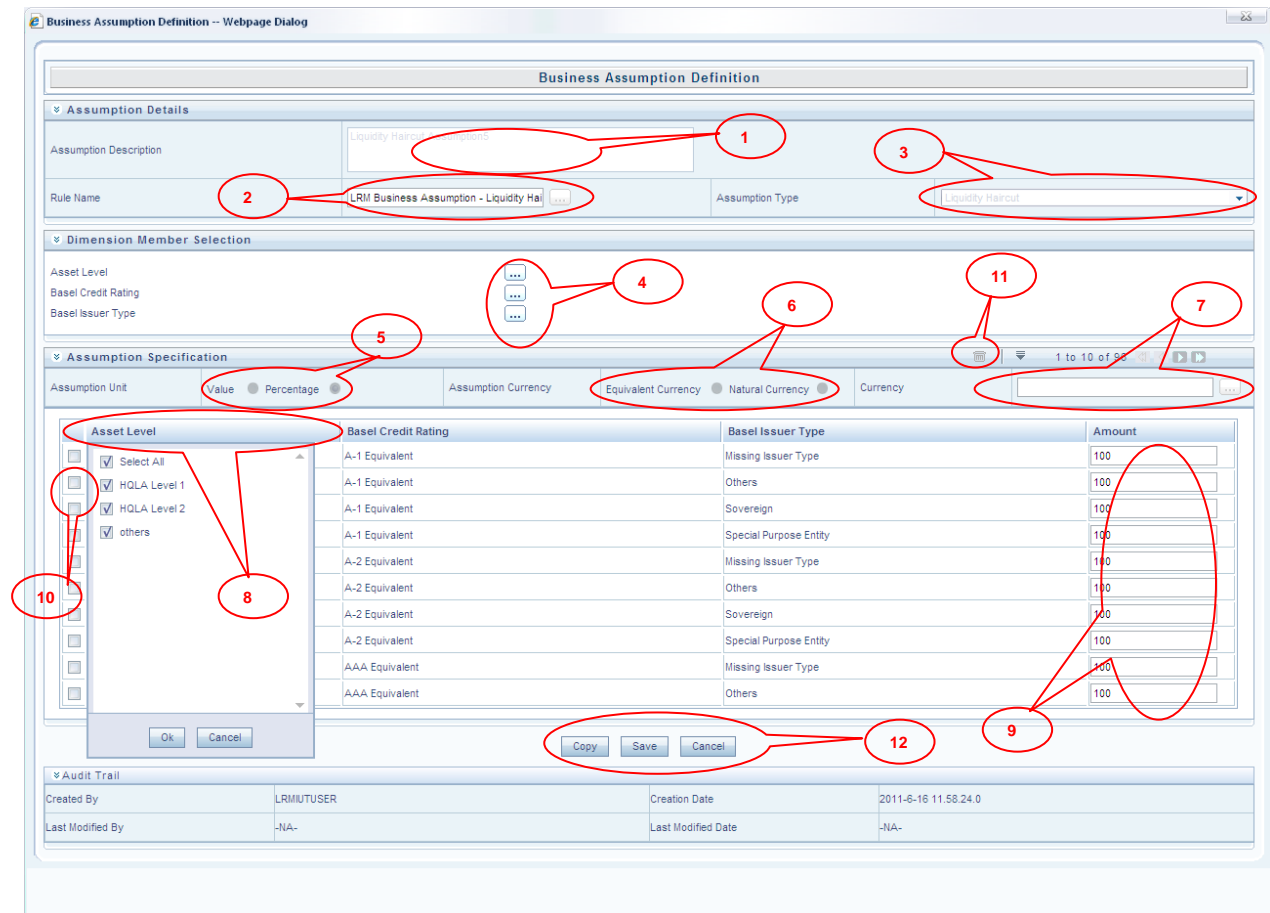 Business Assumption Definition -- Webpage Dialog
Business Assumption Definition
Assumption Details
Assumption Description
Liquidity Haircut Assumption5
1
3
Rule Name
2
LRM Business Assumption - Liquidity Hai
...
Assumption Type
Liquidity Haircut
Dimension Member Selection
Asset Level
...
Basel Credit Rating
...
Basel Issuer Type
...
4
11
6
7
5
Assumption Specification
1 to 10 of 96
Assumption Unit
Value
Percentage
Assumption Currency
Equivalent Currency
Natural Currency
Currency
...
Asset Level Basel Credit Rating Basel Issuer Type Amount
Select All
HQLA Level 1
HQLA Level 2
others
Ok Cancel
A-1 Equivalent Missing Issuer Type 100
A-1 Equivalent Others 100
A-1 Equivalent Sovereign 100
A-1 Equivalent Special Purpose Entity 100
A-2 Equivalent Missing Issuer Type 100
A-2 Equivalent Others 100
A-2 Equivalent Sovereign 100
A-2 Equivalent Special Purpose Entity 100
AAA Equivalent Missing Issuer Type 100
AAA Equivalent Others 100
10
8
9
Copy Save Cancel
12
Audit Trail
Created By LRMIUTUSER Creation Date 2011-6-16 11.58.24.0
Last Modified By -NA- Last Modified Date -NA-